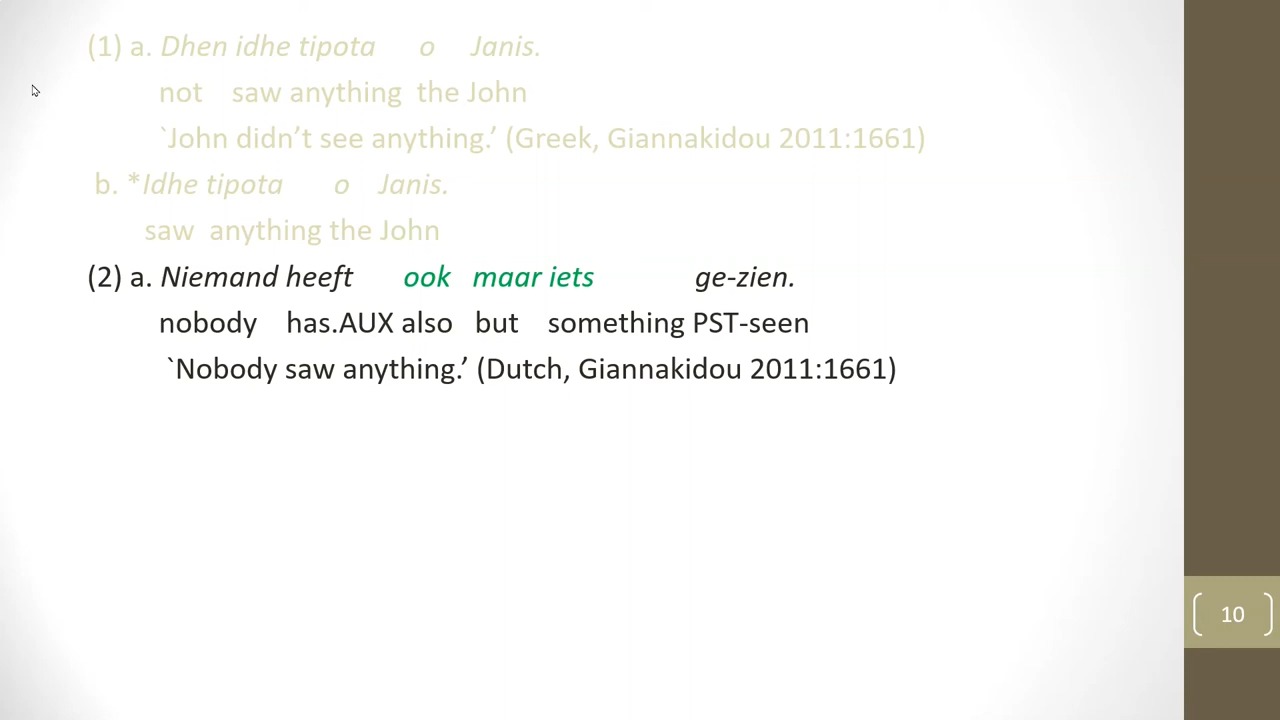 (1) a. Dhen idhe tipota o Janis.
not saw anything the John
`John didn’t see anything.’ (Greek, Giannakidou 2011:1661)
b. *Idhe tipota o Janis.
saw anything the John
(2) a. Niemand heeft ook maar iets ge-zien.
nobody has.AUX also but something PST-seen
`Nobody saw anything.’ (Dutch, Giannakidou 2011:1661)
10